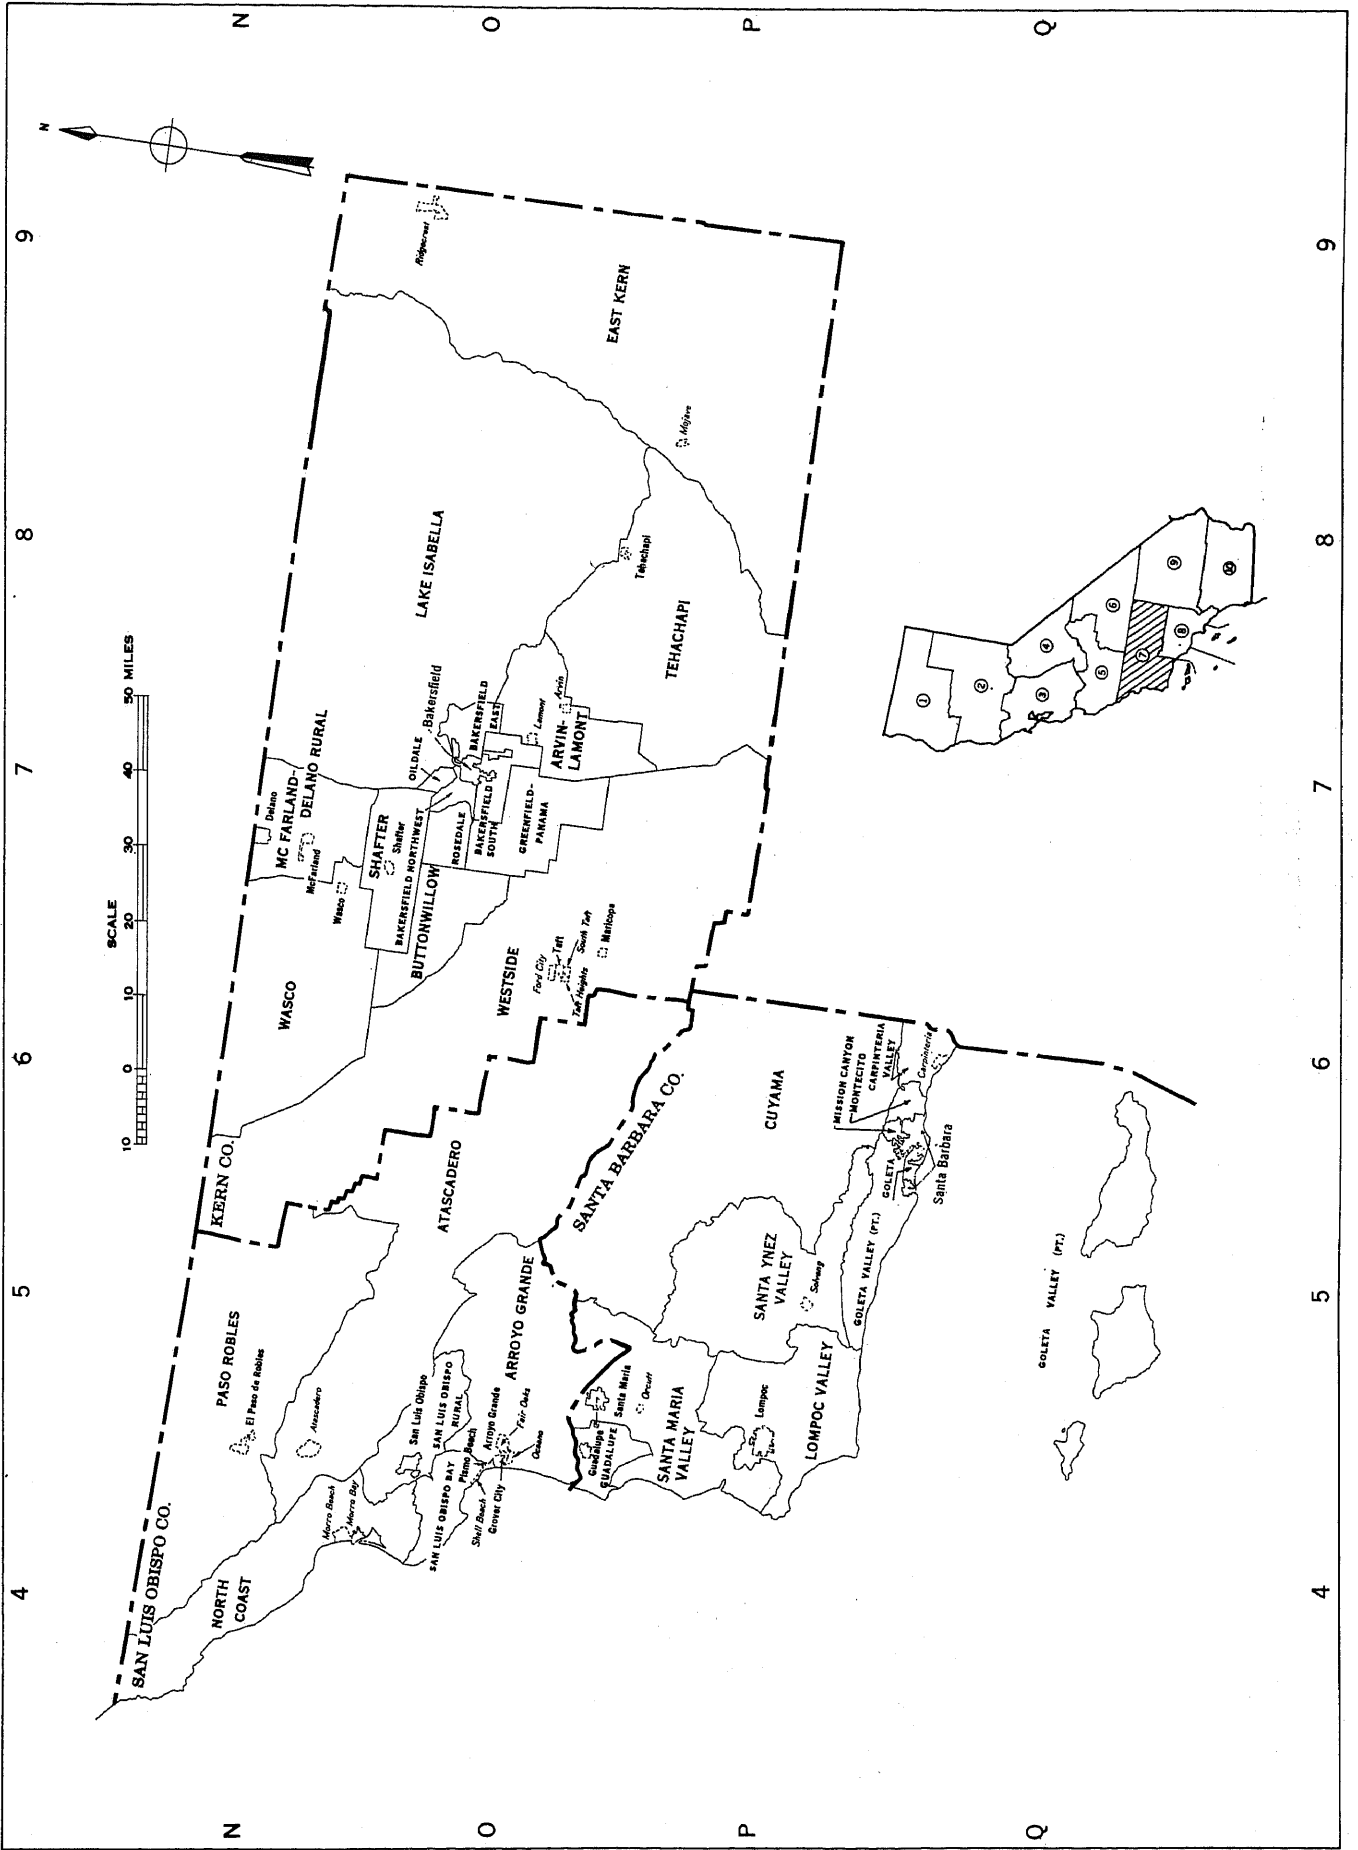 N
O
P
Q
9
8
7
6
5
4
N
SCALE
10
0
10
20
30
40
50 MILES
SAN LUIS OBISPO CO.
KERN CO.
SANTA BARBARA CO.
NORTH
COAST
PASO ROBLES
El Paso de Robles
Atascadero
Morro Beach
Morro Bay
San Luis Obispo
SAN LUIS OBISPO
RURAL
SAN LUIS OBISPO BAY
Pismo Beach
Shell Beach
Grover City
Arroyo Grande
Fair Oaks
Oceano
ARROYO GRANDE
ATASCADERO
WASCO
Wasco
MC FARLAND-
DELANO RURAL
Delano
McFarland
SHAFTER
Shafter
BAKERSFIELD NORTHWEST
BUTTONWILLOW
ROSEDALE
OILDALE
Bakersfield
BAKERSFIELD
EAST
BAKERSFIELD
SOUTH
GREENFIELD-
PANAMA
ARVIN-
LAMONT
Lamont
Arvin
LAKE ISABELLA
TEHACHAPI
Tehachapi
EAST KERN
Ridgecrest
Mojave
WESTSIDE
Ford City
Taft
South Taft
Taft Heights
Maricopa
CUYAMA
Guadalupe
GUADALUPE
Santa Maria
Orcutt
SANTA MARIA
VALLEY
Lompoc
LOMPOC VALLEY
SANTA YNEZ
VALLEY
Solvang
GOLETA VALLEY (PT.)
GOLETA
MISSION CANYON
MONTECITO
CARPINTERIA
VALLEY
Carpinteria
Santa Barbara
GOLETA VALLEY (PT.)
1
2
3
4
5
6
7
8
9
10
9
8
7
6
5
4
N
O
P
Q